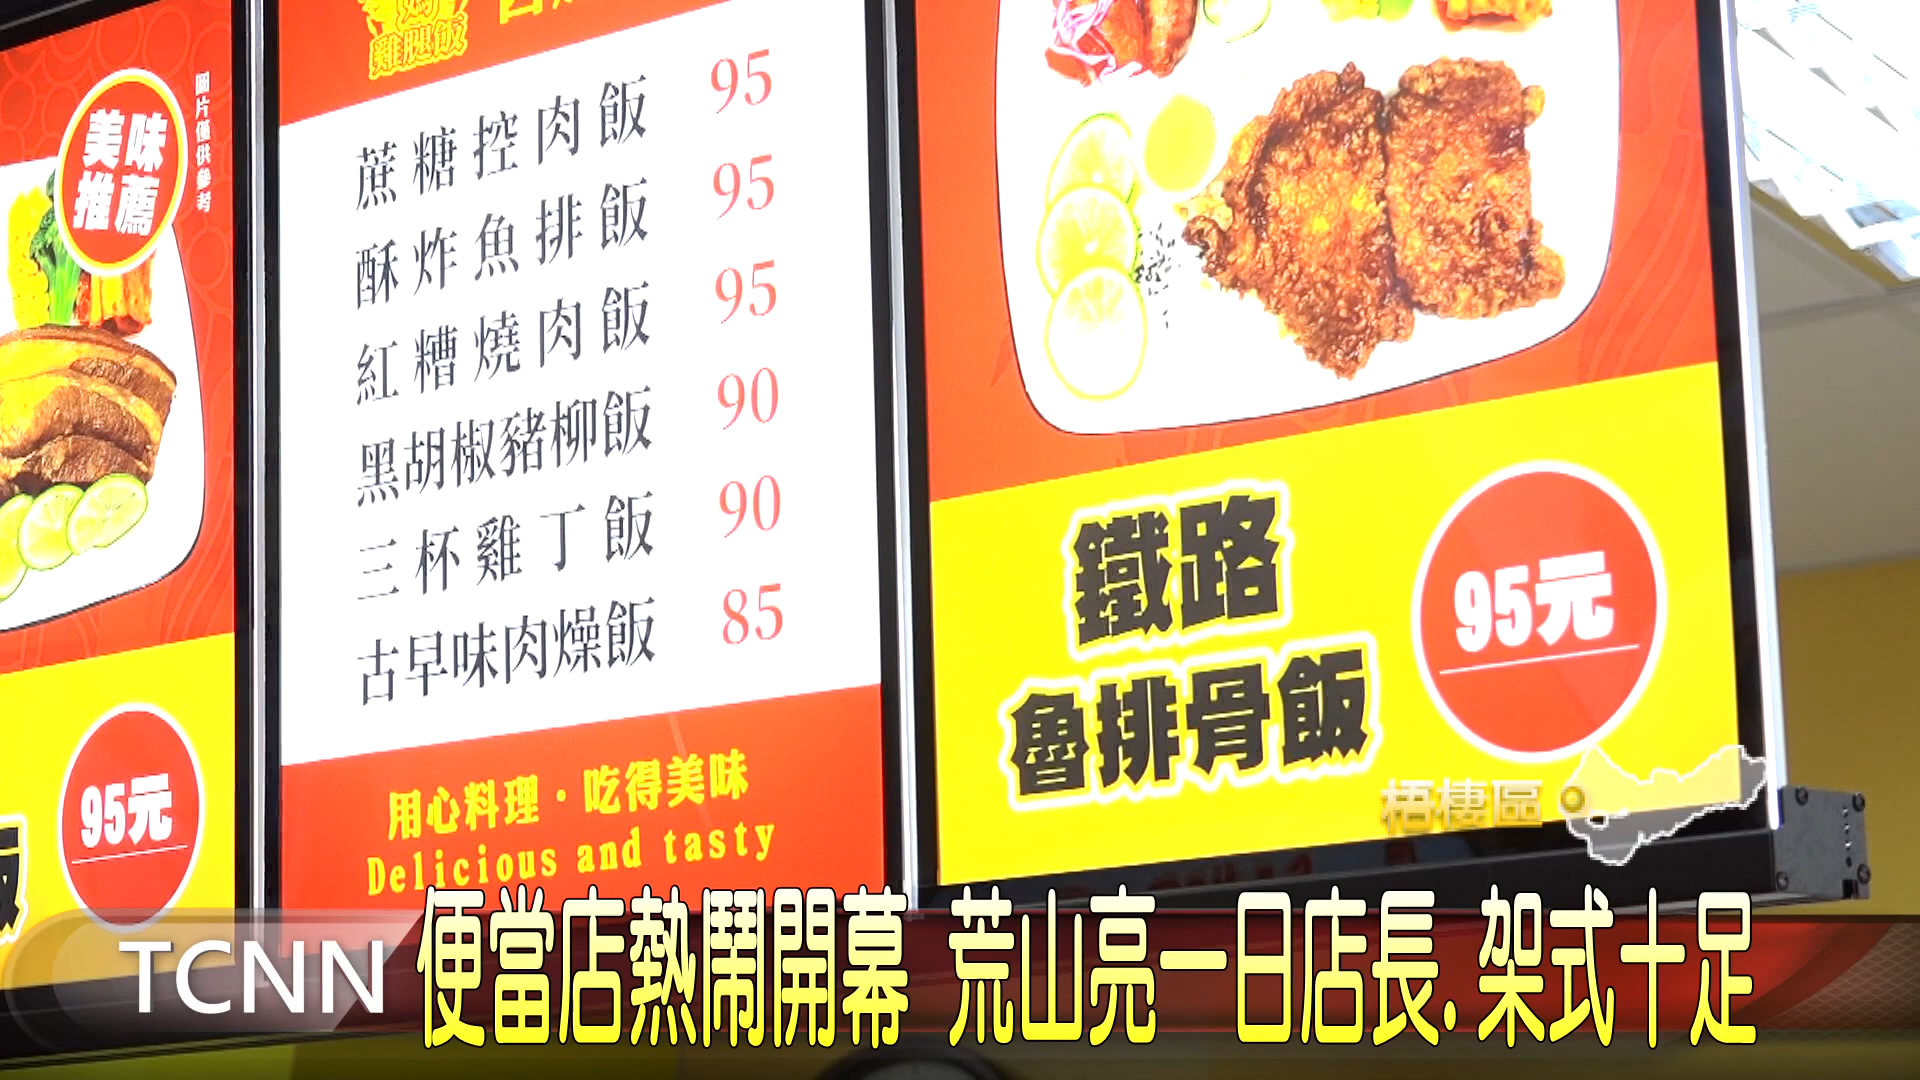 美味
推薦
圖片僅供參考
95元
雞腿飯
蔗糖控肉飯 95
酥炸魚排飯 95
紅糟燒肉飯 95
黑胡椒豬柳飯 90
三杯雞丁飯 90
古早味肉燥飯 85
用心料理·吃得美味
Delicious and tasty
鐵路
魯排骨飯
95元
梧棲區
TCNN 便當店熱鬧開幕 荒山亮一日店長.架式十足